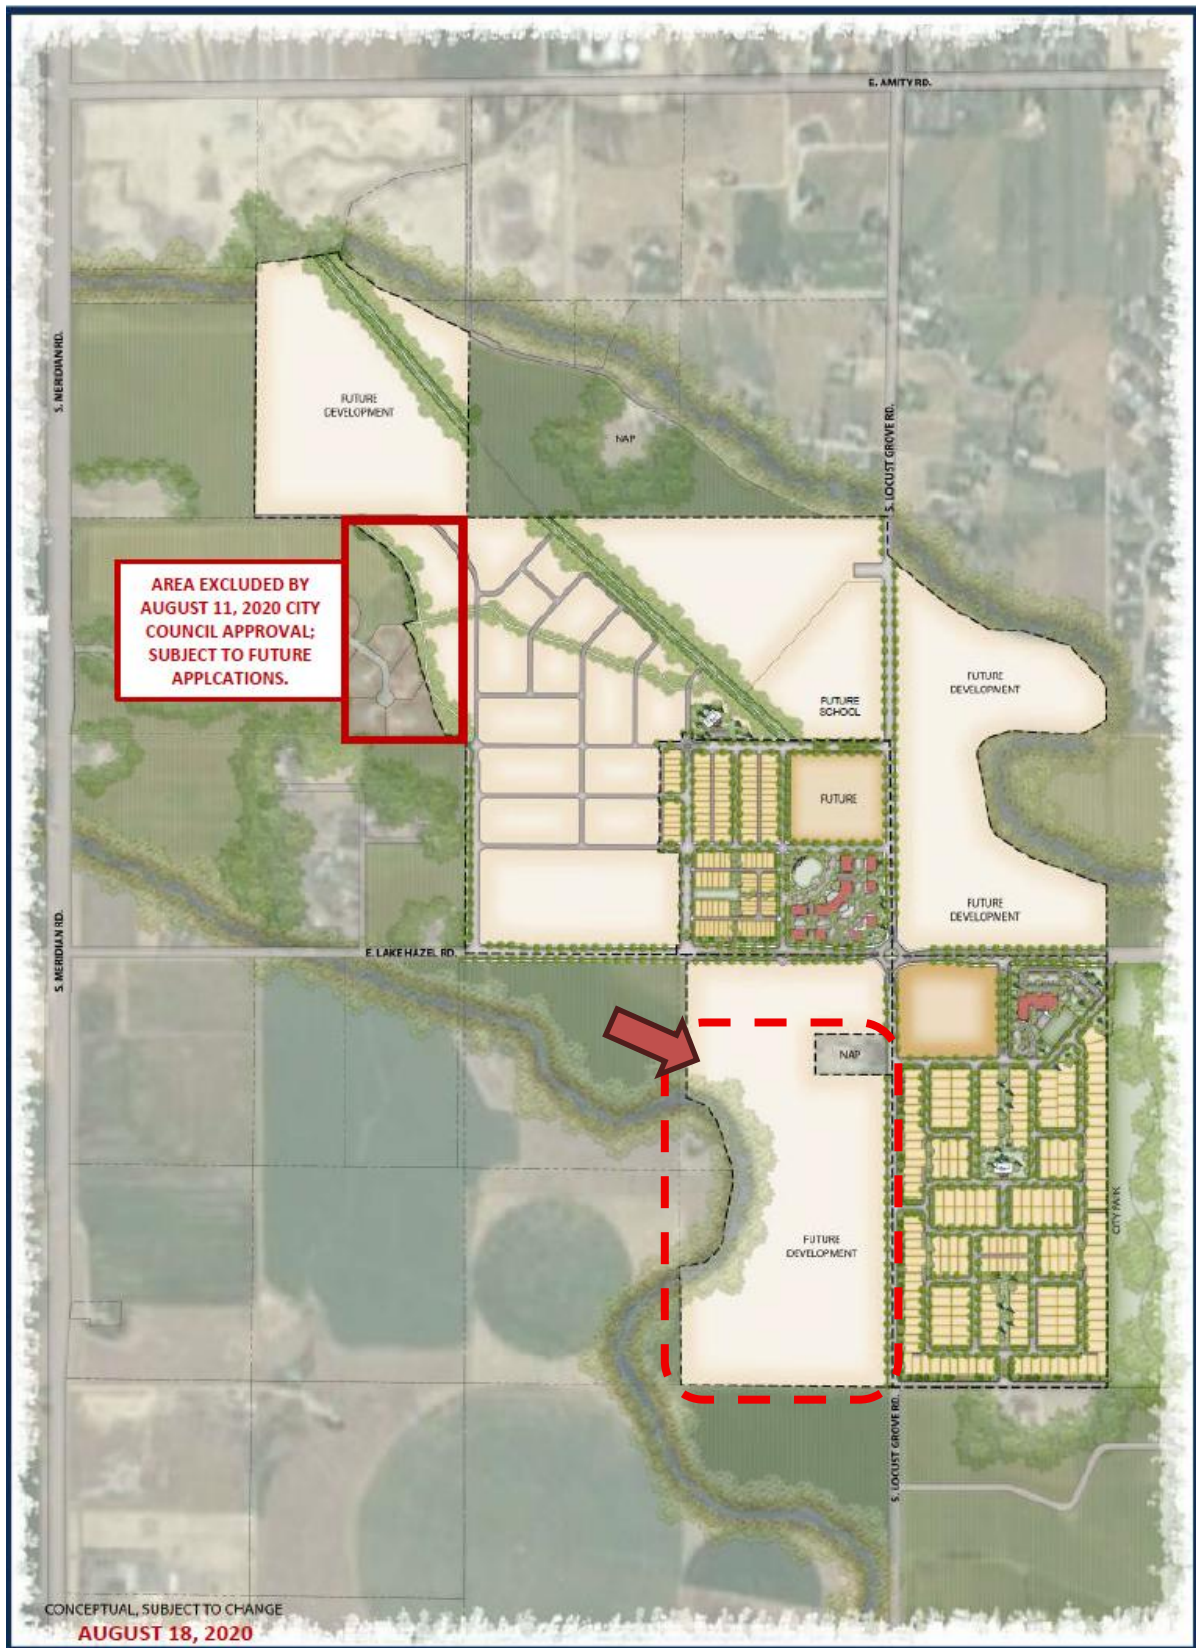 E. AMITY RD.
S. MERIDIAN RD.
FUTURE
DEVELOPMENT
NAP
S. LOCUST GROVE RD.
AREA EXCLUDED BY
AUGUST 11, 2020 CITY
COUNCIL APPROVAL;
SUBJECT TO FUTURE
APPLCATIONS.
FUTURE
DEVELOPMENT
FUTURE
SCHOOL
FUTURE
FUTURE
DEVELOPMENT
S. MERIDIAN RD.
E. LAKE HAZEL RD.
NAP
CITY PARK
FUTURE
DEVELOPMENT
S. LOCUST GROVE RD.
CONCEPTUAL, SUBJECT TO CHANGE
AUGUST 18, 2020